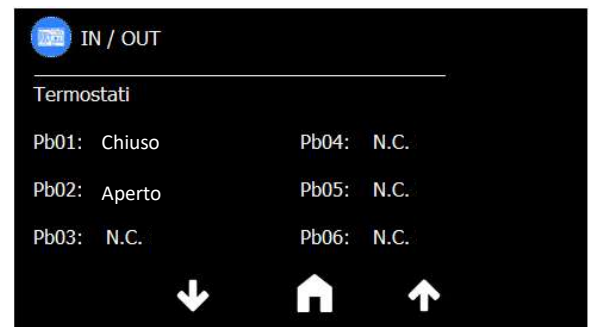 IN / OUT
Termostati
Pb01: Chiuso Pb04: N.C.
Pb02: Aperto Pb05: N.C.
Pb03: N.C. Pb06: N.C.